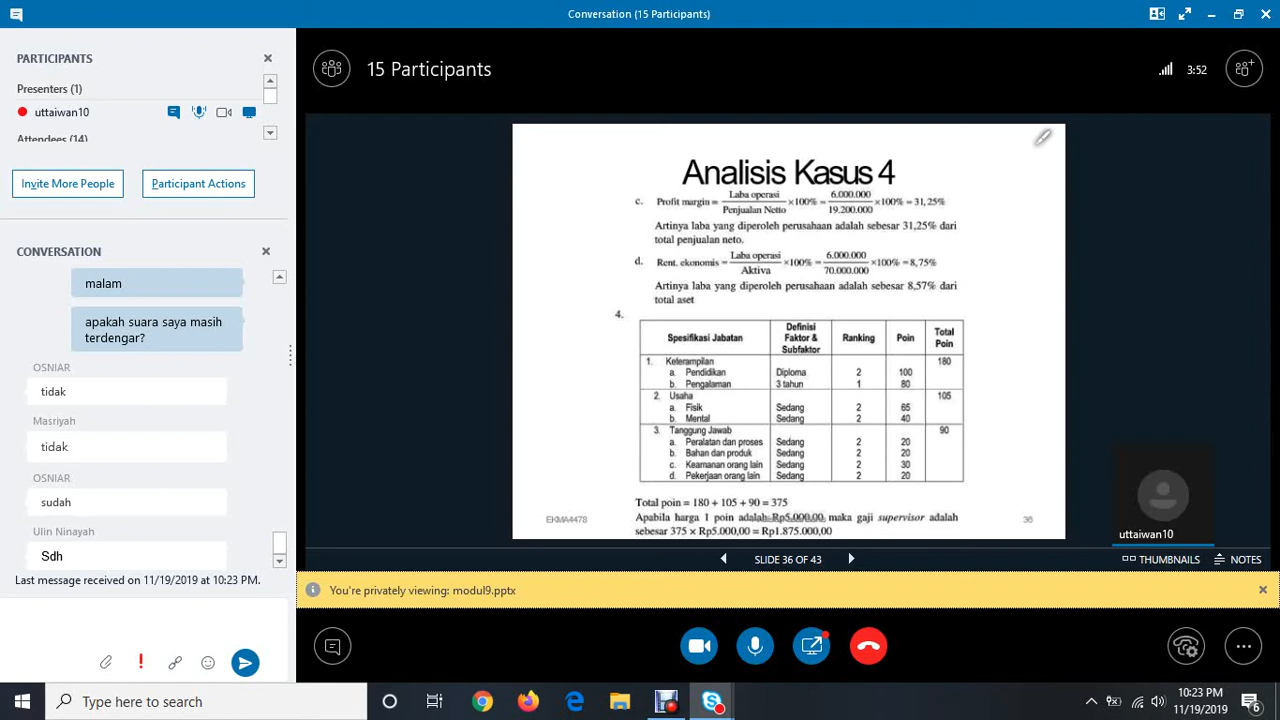 Conversation (15 Participants)
PARTICIPANTS
Presenters (1)
uttaiwan10
Attendees (14)
Invite More People
Participant Actions
CONVERSATION
malam
apakah suara saya masih
terdengar?
OSNIAR
tidak
Masriyah
tidak
OSNIAR
sudah
Ulin Ninayah
Sdh
Last message received on 11/19/2019 at 10:23 PM.
15 Participants
3:52
Analisis Kasus 4
c. Profit margin = Laba operasi / Penjualan Netto ×100% = 6.000.000 / 19.200.000 ×100% = 31,25%
Artinya laba yang diperoleh perusahaan adalah sebesar 31,25% dari
total penjualan neto.
d. Rent. ekonomis = Laba operasi / Aktiva ×100% = 6.000.000 / 70.000.000 ×100% = 8,75%
Artinya laba yang diperoleh perusahaan adalah sebesar 8,57% dari
total aset
4.
Spesifikasi Jabatan Definisi Faktor & Subfaktor Ranking Poin Total Poin
1. Keterampilan 180
a. Pendidikan Diploma 2 100
b. Pengalaman 3 tahun 1 80
2. Usaha 105
a. Fisik Sedang 2 65
b. Mental Sedang 2 40
3. Tanggung Jawab 90
a. Peralatan dan proses Sedang 2 20
b. Bahan dan produk Sedang 2 20
c. Keamanan orang lain Sedang 2 30
d. Pekerjaan orang lain Sedang 2 20
Total poin = 180 + 105 + 90 = 375
Apabila harga 1 poin adalah Rp5.000,00 maka gaji supervisor adalah
sebesar 375 × Rp5.000,00 = Rp1.875.000,00
EKMA4478
36
uttaiwan10
SLIDE 36 OF 43
THUMBNAILS
NOTES
You're privately viewing: modul9.pptx
Type here to search
10:23 PM
11/19/2019
6